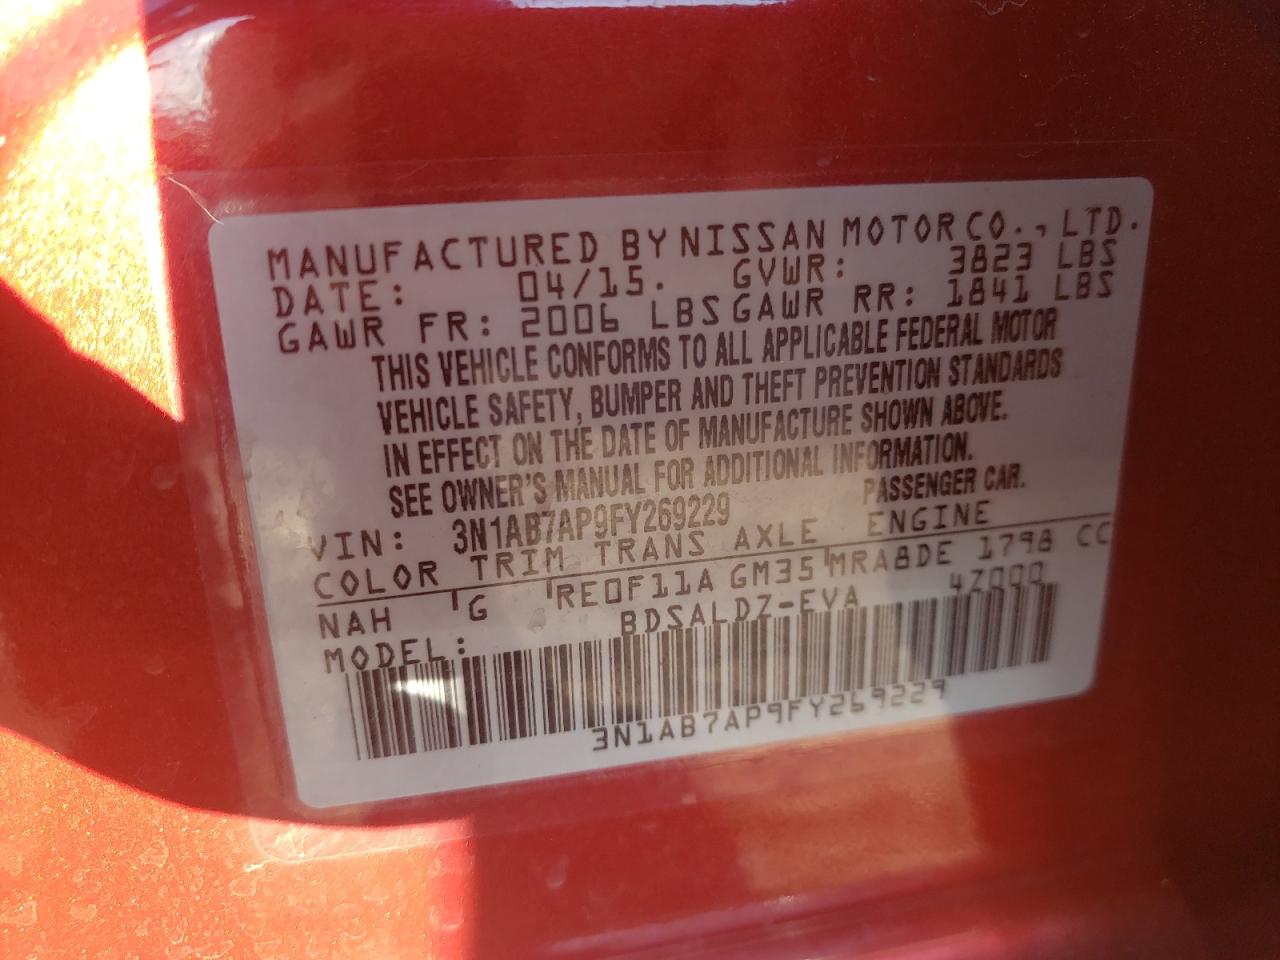 MANUFACTURED BY NISSAN MOTOR CO., LTD.
DATE: 04/15. GVWR: 3823 LBS
GAWR FR: 2006 LBS GAWR RR: 1841 LBS
THIS VEHICLE CONFORMS TO ALL APPLICABLE FEDERAL MOTOR
VEHICLE SAFETY, BUMPER AND THEFT PREVENTION STANDARDS
IN EFFECT ON THE DATE OF MANUFACTURE SHOWN ABOVE.
SEE OWNER'S MANUAL FOR ADDITIONAL INFORMATION.
VIN: 3N1AB7AP9FY269229 PASSENGER CAR.
COLOR TRIM TRANS AXLE ENGINE
NAH G RE0F11A GM35 MRA8DE 1798 CC
MODEL: BDSALDZ-EVA 4Z000
3N1AB7AP9FY269229